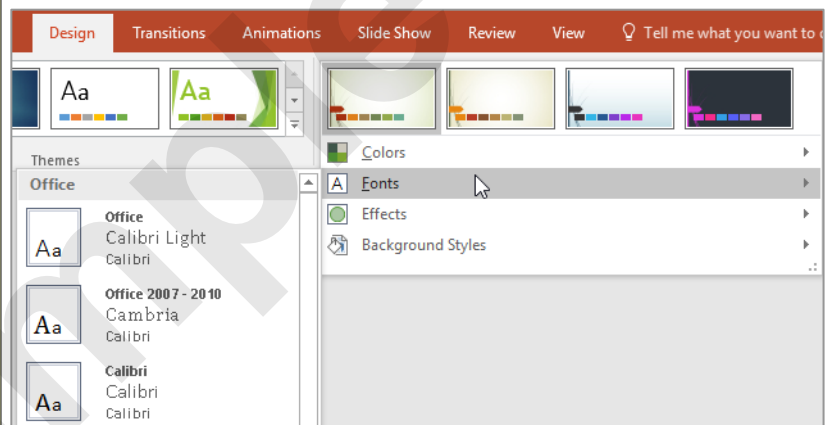 Design Transitions Animations Slide Show Review View Tell me what you want to
Aa Aa
Themes
Colors
Fonts
Effects
Background Styles
Office
Office
Aa Calibri Light
Calibri
Office 2007 - 2010
Aa Cambria
Calibri
Calibri
Aa Calibri
Calibri